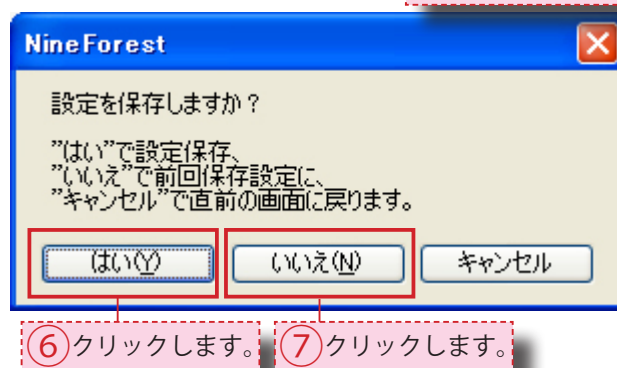 NineForest
設定を保存しますか？
”はい”で設定保存、
”いいえ”で前回保存設定に、
”キャンセル”で直前の画面に戻ります。
はい(Y) いいえ(N) キャンセル
⑥クリックします。 ⑦クリックします。